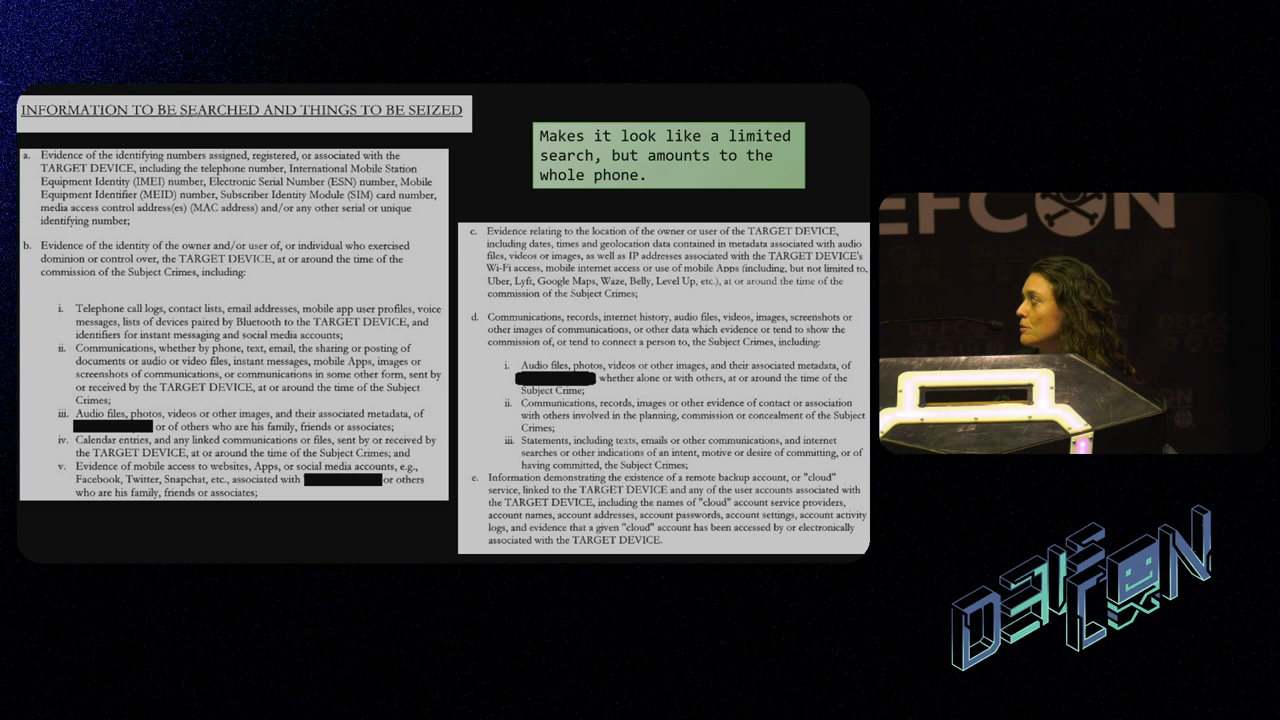 INFORMATION TO BE SEARCHED AND THINGS TO BE SEIZED
a. Evidence of the identifying numbers assigned, registered, or associated with the
TARGET DEVICE, including the telephone number, International Mobile Station
Equipment Identity (IMEI) number, Electronic Serial Number (ESN) number, Mobile
Equipment Identifier (MEID) number, Subscriber Identity Module (SIM) card number,
media access control address(es) (MAC address) and/or any other serial or unique
identifying number;
b. Evidence of the identity of the owner and/or user of, or individual who exercised
dominion or control over, the TARGET DEVICE, at or around the time of the
commission of the Subject Crimes, including:
i. Telephone call logs, contact lists, email addresses, mobile app user profiles, voice
messages, lists of devices paired by Bluetooth to the TARGET DEVICE, and
identifiers for instant messaging and social media accounts;
ii. Communications, whether by phone, text, email, the sharing or posting of
documents or audio or video files, instant messages, mobile Apps, images or
screenshots of communications, or communications in some other form, sent by
or received by the TARGET DEVICE, at or around the time of the Subject
Crimes;
iii. Audio files, photos, videos or other images, and their associated metadata, of
or of others who are his family, friends or associates;
iv. Calendar entries, and any linked communications or files, sent by or received by
the TARGET DEVICE, at or around the time of the Subject Crimes; and
v. Evidence of mobile access to websites, Apps, or social media accounts, e.g.,
Facebook, Twitter, Snapchat, etc., associated with or others
who are his family, friends or associates;
Makes it look like a limited
search, but amounts to the
whole phone.
c. Evidence relating to the location of the owner or user of the TARGET DEVICE,
including dates, times and geolocation data contained in metadata associated with audio
files, videos or images, as well as IP addresses associated with the TARGET DEVICE's
Wi-Fi access, mobile internet access or use of mobile Apps (including, but not limited to,
Uber, Lyft, Google Maps, Waze, Belly, Level Up, etc.), at or around the time of the
commission of the Subject Crimes;
d. Communications, records, internet history, audio files, videos, images, screenshots or
other images of communications, or other data which evidence or tend to show the
commission of, or tend to connect a person to, the Subject Crimes, including:
i. Audio files, photos, videos or other images, and their associated metadata, of
whether alone or with others, at or around the time of the
Subject Crime;
ii. Communications, records, images or other evidence of contact or association
with others involved in the planning, commission or concealment of the Subject
Crimes;
iii. Statements, including texts, emails or other communications, and internet
searches or other indications of an intent, motive or desire of committing, or of
having committed, the Subject Crimes;
e. Information demonstrating the existence of a remote backup account, or "cloud"
service, linked to the TARGET DEVICE and any of the user accounts associated with
the TARGET DEVICE, including the names of "cloud" account service providers,
account names, account addresses, account passwords, account settings, account activity
logs, and evidence that a given "cloud" account has been accessed by or electronically
associated with the TARGET DEVICE.
DEFCON